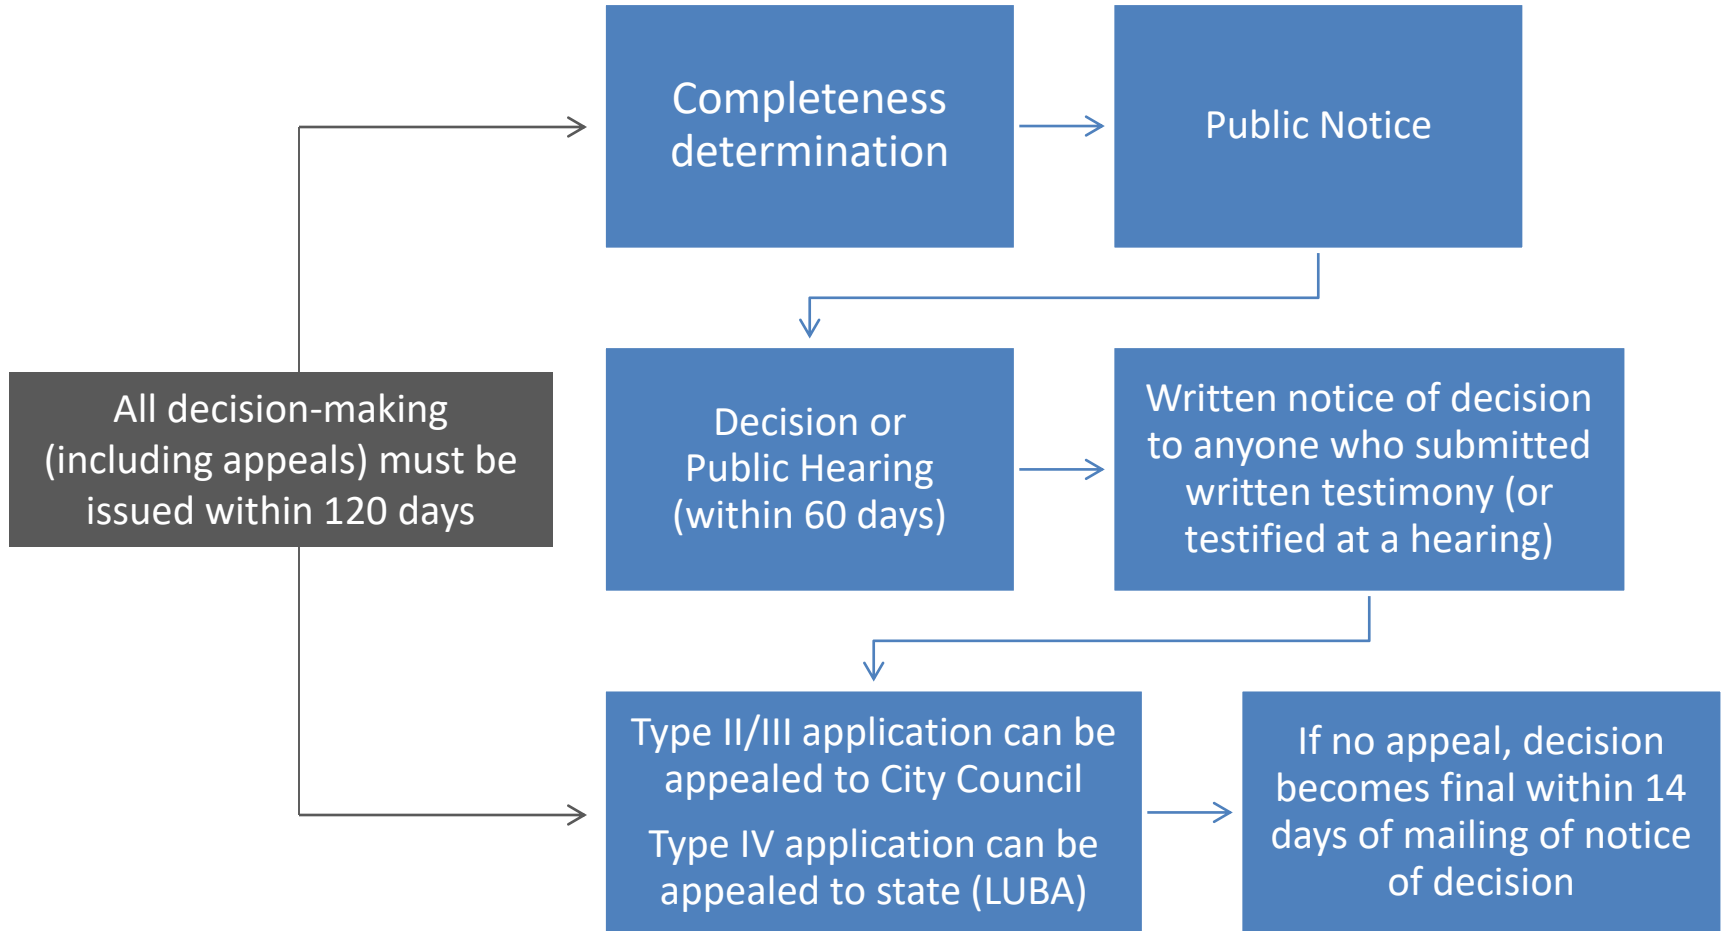 Completeness
determination
Public Notice
All decision-making
(including appeals) must be
issued within 120 days
Decision or
Public Hearing
(within 60 days)
Written notice of decision
to anyone who submitted
written testimony (or
testified at a hearing)
Type II/III application can be
appealed to City Council
Type IV application can be
appealed to state (LUBA)
If no appeal, decision
becomes final within 14
days of mailing of notice
of decision